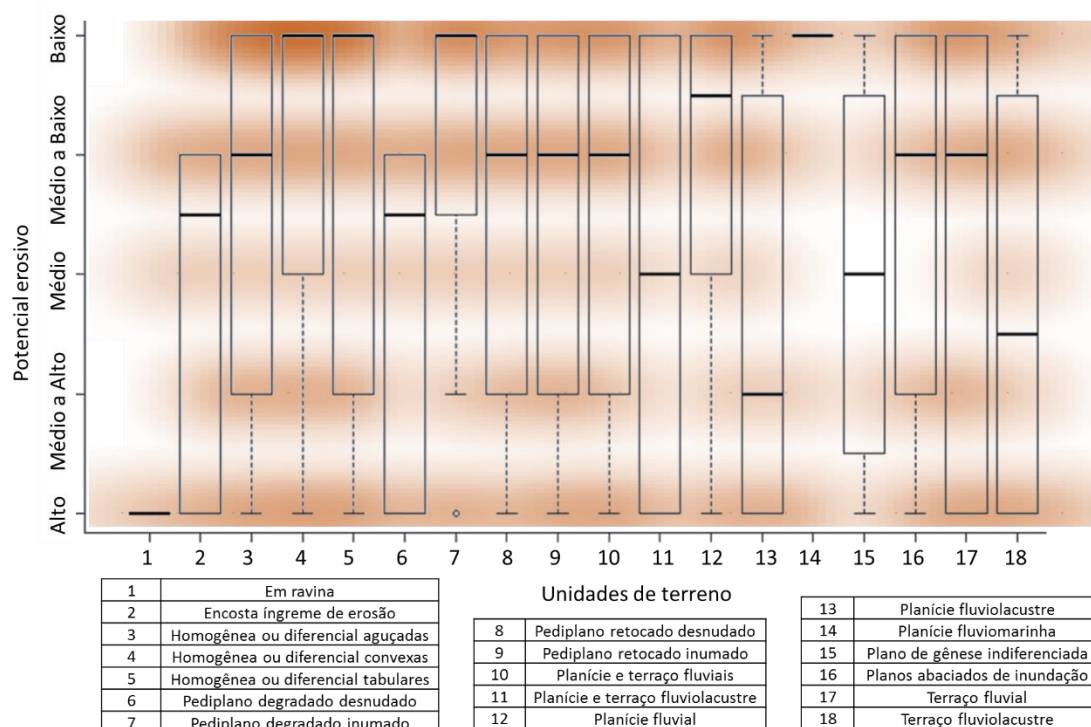 Potencial erosivo
Baixo
Médio a Baixo
Médio
Médio a Alto
Alto
1 2 3 4 5 6 7 8 9 10 11 12 13 14 15 16 17 18
Unidades de terreno
1 Em ravina
2 Encosta íngreme de erosão
3 Homogênea ou diferencial aguçadas
4 Homogênea ou diferencial convexas
5 Homogênea ou diferencial tabulares
6 Pediplano degradado desnudado
7 Pediplano degradado inumado
8 Pediplano retocado desnudado
9 Pediplano retocado inumado
10 Planície e terraço fluviais
11 Planície e terraço fluviolacustre
12 Planície fluvial
13 Planície fluviolacustre
14 Planície fluviomarinha
15 Plano de gênese indiferenciada
16 Planos abaciados de inundação
17 Terraço fluvial
18 Terraço fluviolacustre